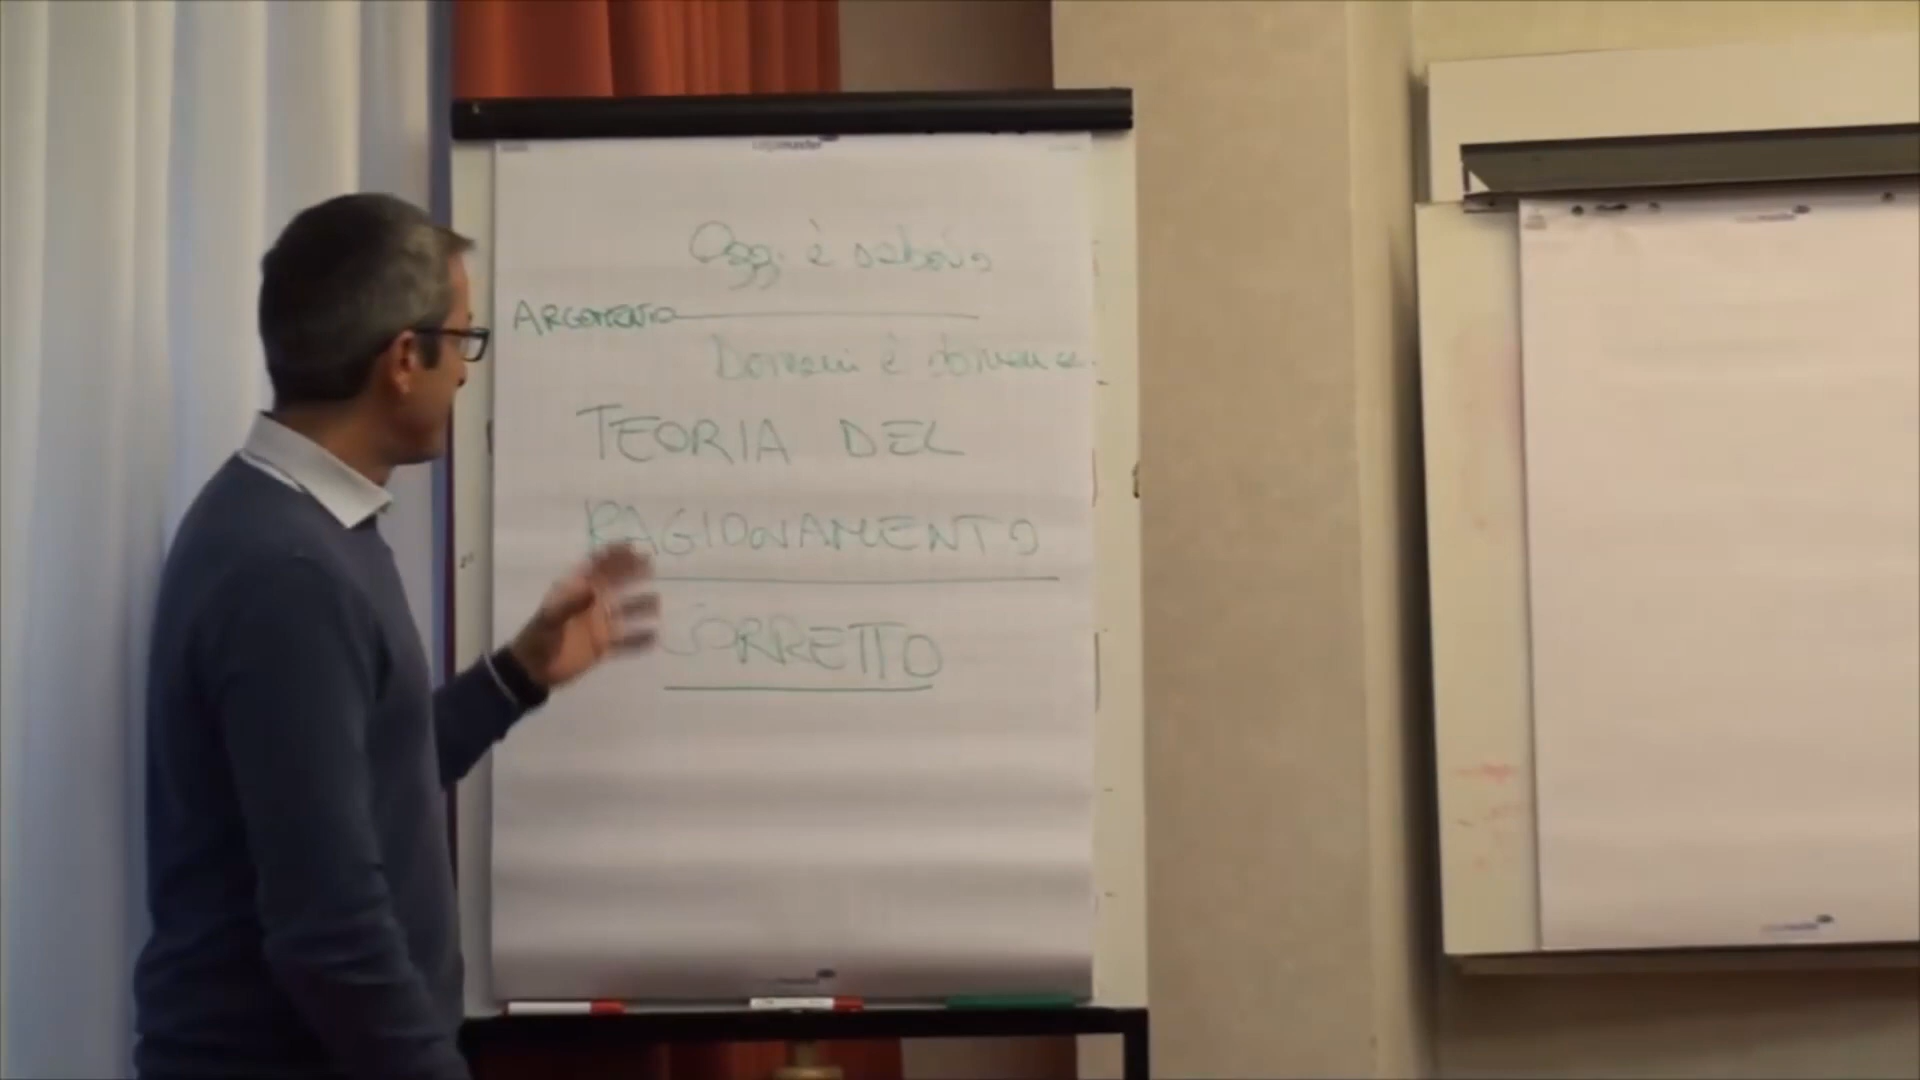 Oggi è sabato
ARGOMENTO
Domani è domenica.
TEORIA DEL
RAGIONAMENTO
CORRETTO